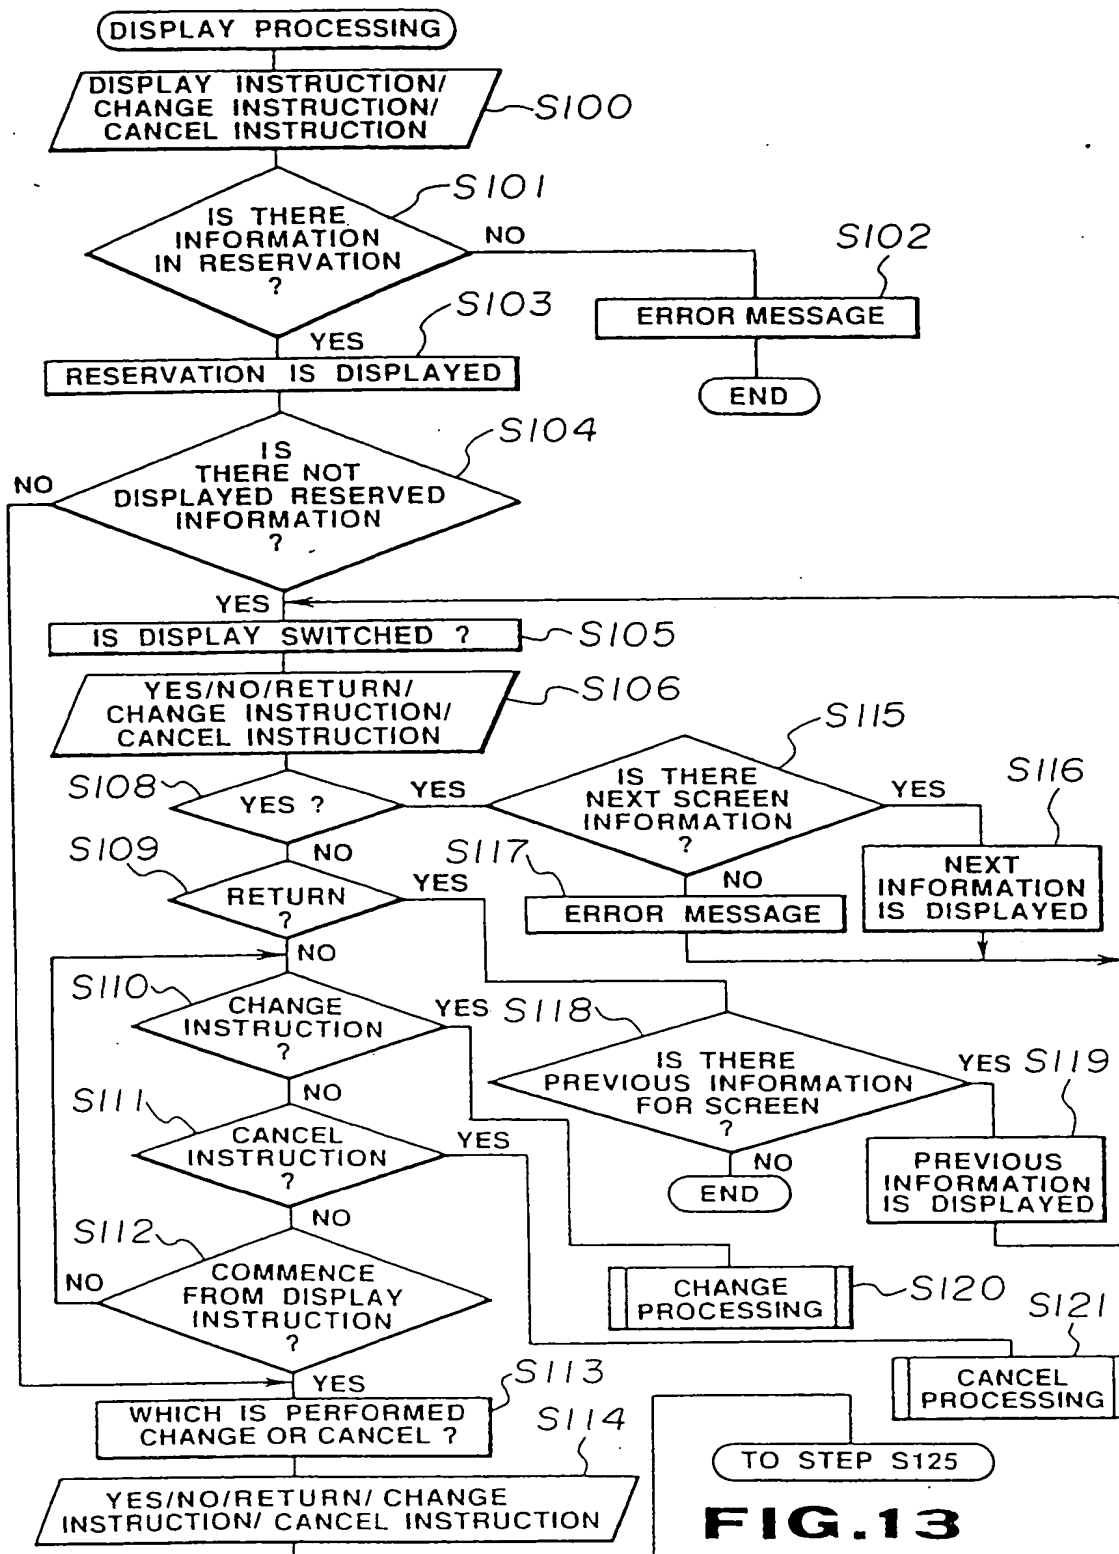 DISPLAY PROCESSING
DISPLAY INSTRUCTION/
CHANGE INSTRUCTION/
CANCEL INSTRUCTION
S100
S101
IS THERE
INFORMATION
IN RESERVATION
?
NO
S102
ERROR MESSAGE
END
YES
S103
RESERVATION IS DISPLAYED
S104
IS
THERE NOT
DISPLAYED RESERVED
INFORMATION
?
NO
YES
IS DISPLAY SWITCHED ?
S105
YES/NO/RETURN/
CHANGE INSTRUCTION/
CANCEL INSTRUCTION
S106
S108
YES ?
YES
S115
IS THERE
NEXT SCREEN
INFORMATION
?
YES
S116
NEXT
INFORMATION
IS DISPLAYED
NO
S117
ERROR MESSAGE
NO
S109
RETURN
?
YES
NO
S110
CHANGE
INSTRUCTION
?
YES
S118
IS THERE
PREVIOUS INFORMATION
FOR SCREEN
?
YES
S119
PREVIOUS
INFORMATION
IS DISPLAYED
NO
END
NO
S111
CANCEL
INSTRUCTION
?
YES
NO
S112
COMMENCE
FROM DISPLAY
INSTRUCTION
?
NO
CHANGE
PROCESSING
S120
S121
CANCEL
PROCESSING
YES
S113
WHICH IS PERFORMED
CHANGE OR CANCEL ?
S114
YES/NO/RETURN/ CHANGE
INSTRUCTION/ CANCEL INSTRUCTION
TO STEP S125
FIG.13